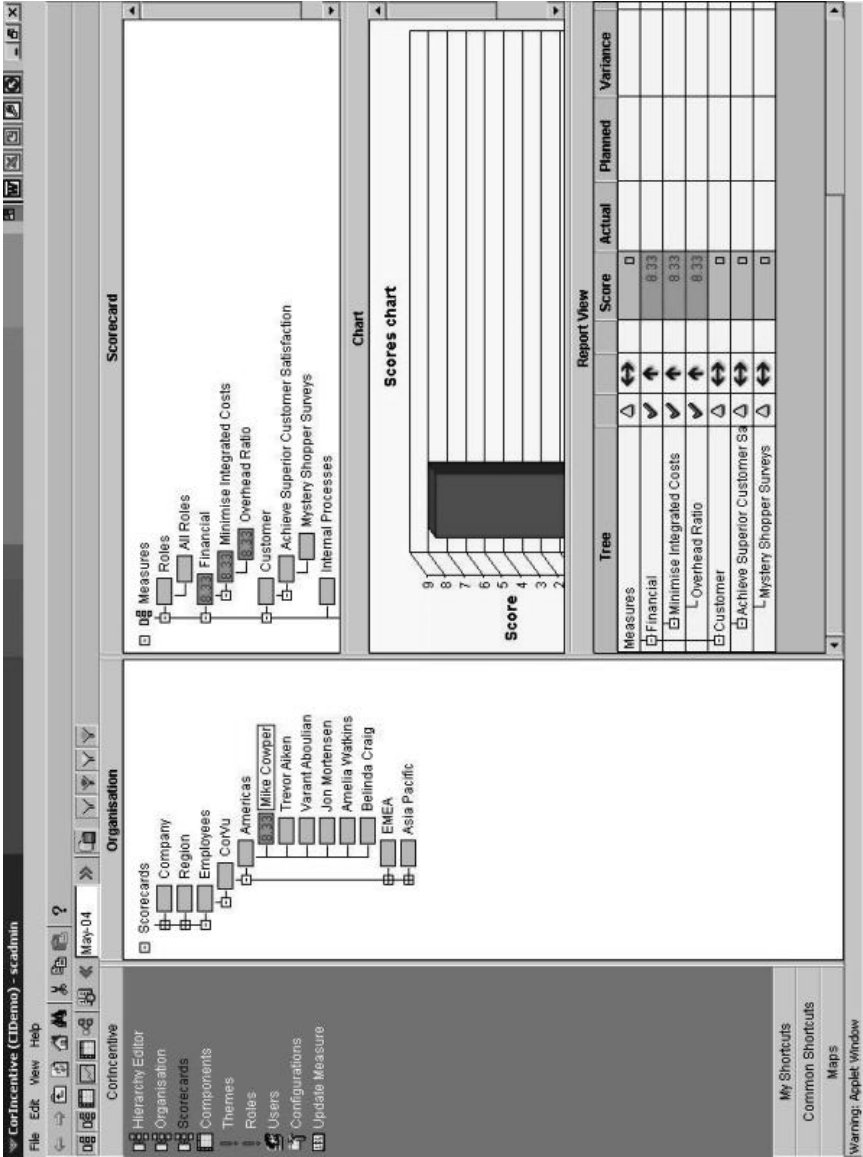 CorIncentive (CIDemo) - scadmin
File Edit View Help
?
May-04
CorIncentive
Hierarchy Editor
Organisation
Scorecards
Components
Themes
Roles
Users
Configurations
Update Measure
My Shortcuts
Common Shortcuts
Maps
Organisation
Scorecards
Company
Region
Employees
CorVu
Americas
8.33 Mike Cowper
Trevor Aiken
Varant Aboulian
Jon Mortensen
Amelia Watkins
Belinda Craig
EMEA
Asia Pacific
Scorecard
Measures
Roles
All Roles
8.33 Financial
8.33 Minimise Integrated Costs
8.33 Overhead Ratio
Customer
Achieve Superior Customer Satisfaction
Mystery Shopper Surveys
Internal Processes
Chart
Scores chart
Score
9
8
7
6
5
4
3
2
Report View
Tree Score Actual Planned Variance
Measures
Financial 8.33
Minimise Integrated Costs 8.33
Overhead Ratio 8.33
Customer
Achieve Superior Customer Sa
Mystery Shopper Surveys
Warning: Applet Window